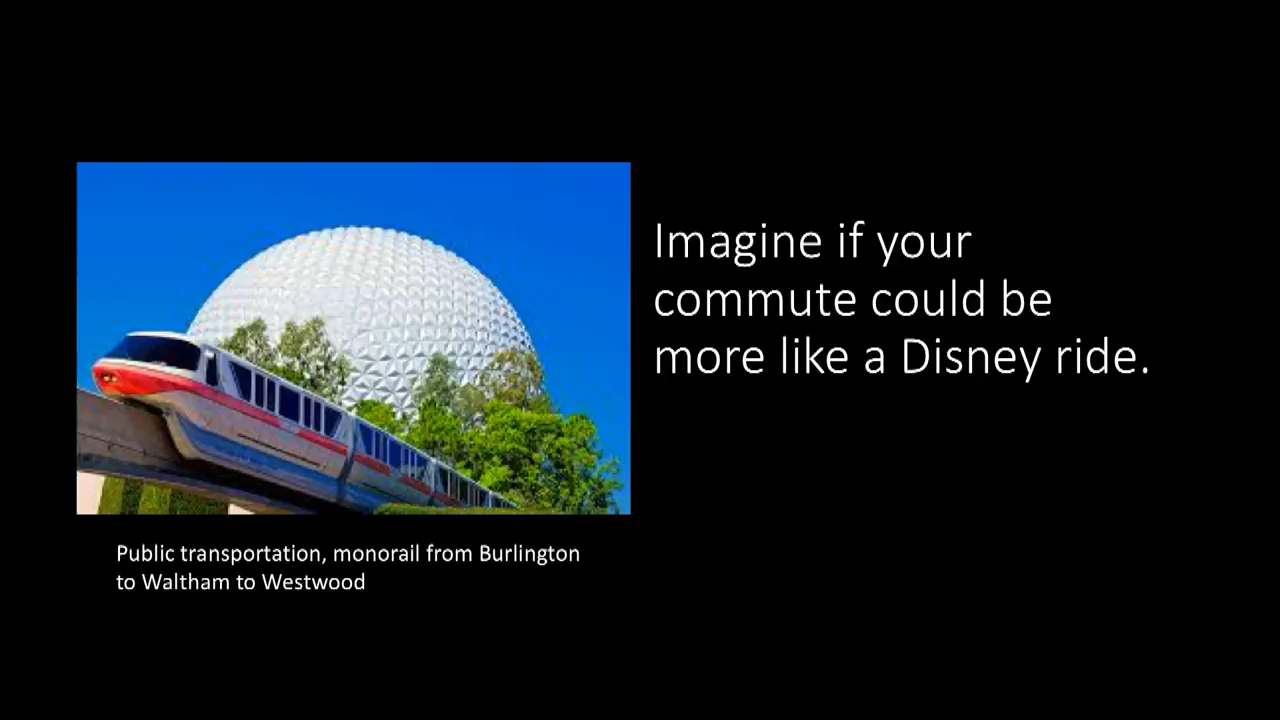 Imagine if your
commute could be
more like a Disney ride.
Public transportation, monorail from Burlington
to Waltham to Westwood